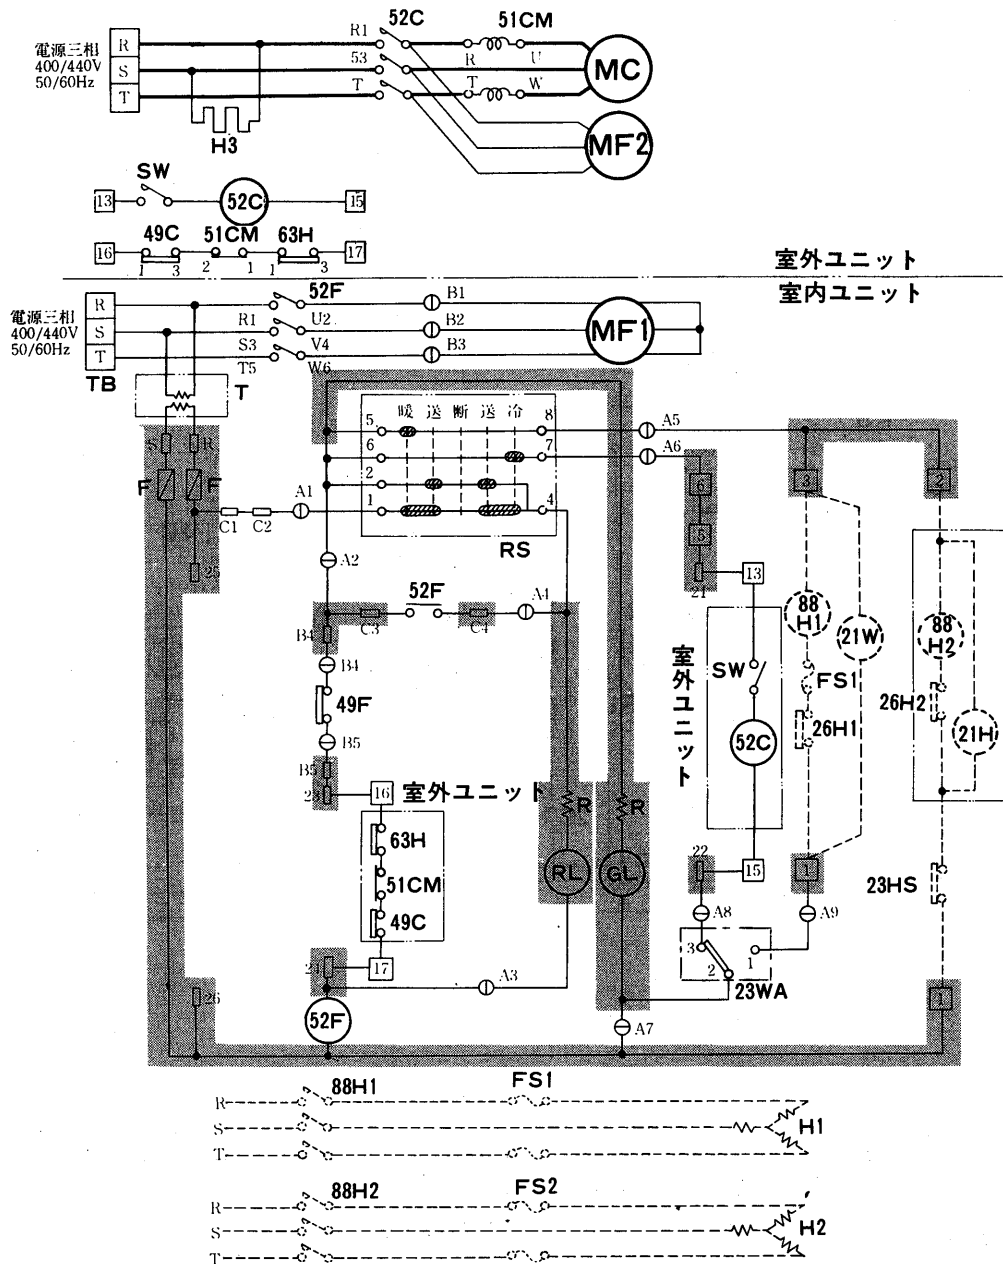 52C 51CM
電源三相
400/440V
50/60Hz
R R1
S 53 R U
T T T W
MC
MF2
H3
SW
13 52C 15
49C 51CM 63H
16 17
1 3 2 1 1 3
室外ユニット
室内ユニット
電源三相
400/440V
50/60Hz
52F
R B1
S R1 U2 B2
T S3 V4 B3
T5 W6
MF1
TB T
暖 送 断 送 冷
5 8 A5
6 7 A6
2
1 4
RS
S R
F F
A1
C1 C2
25
A2
52F A4
C3 C4
B4
B4
49F
B5
B5
23
16 室外ユニット
63H
51CM
49C
17
24
A3
52F
26
R R
RL GL
A7
6
5
21
13
室外ユニット
SW
52C
22
15
A8
3
2
1
23WA
A9
3
88
H1
21W
FS1
26H1
1
2
88
H2
26H2
21H
23HS
1
88H1 FS1
R
S
T
H1
88H2 FS2
R
S
T
H2